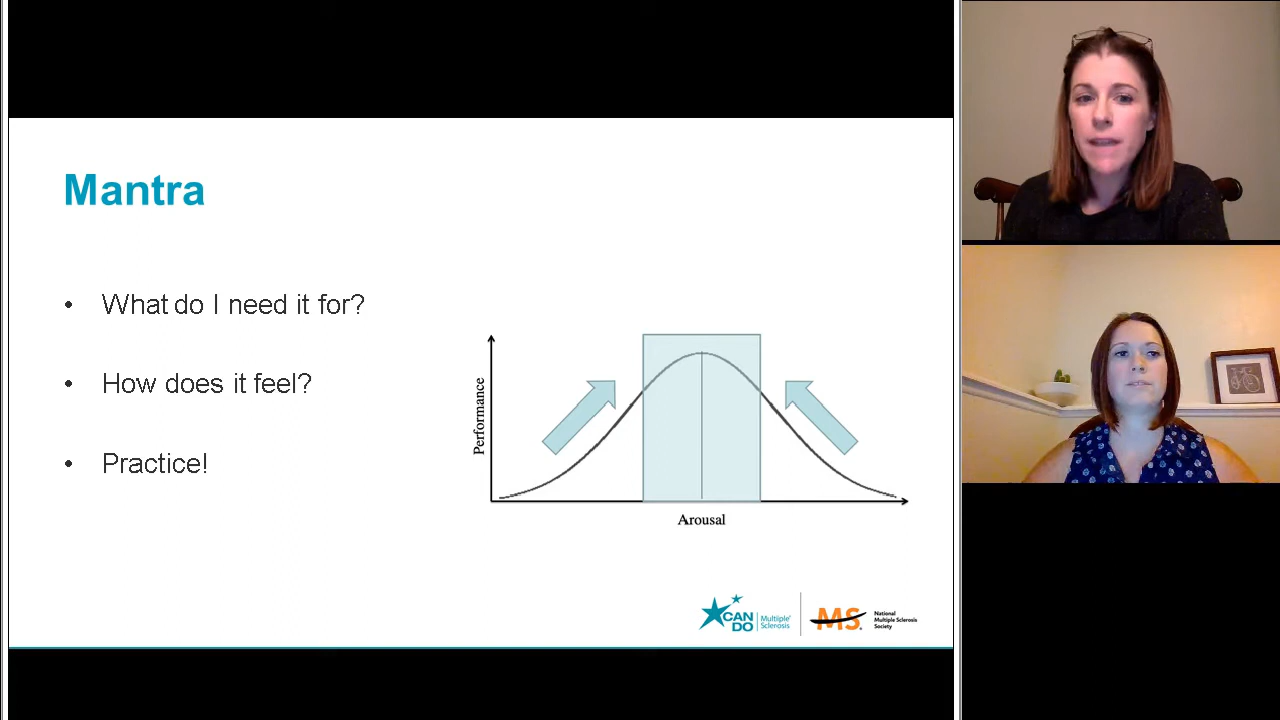 Mantra
• What do I need it for?
• How does it feel?
• Practice!
Performance
Arousal
CAN DO
Multiple Sclerosis
MS
National
Multiple Sclerosis
Society